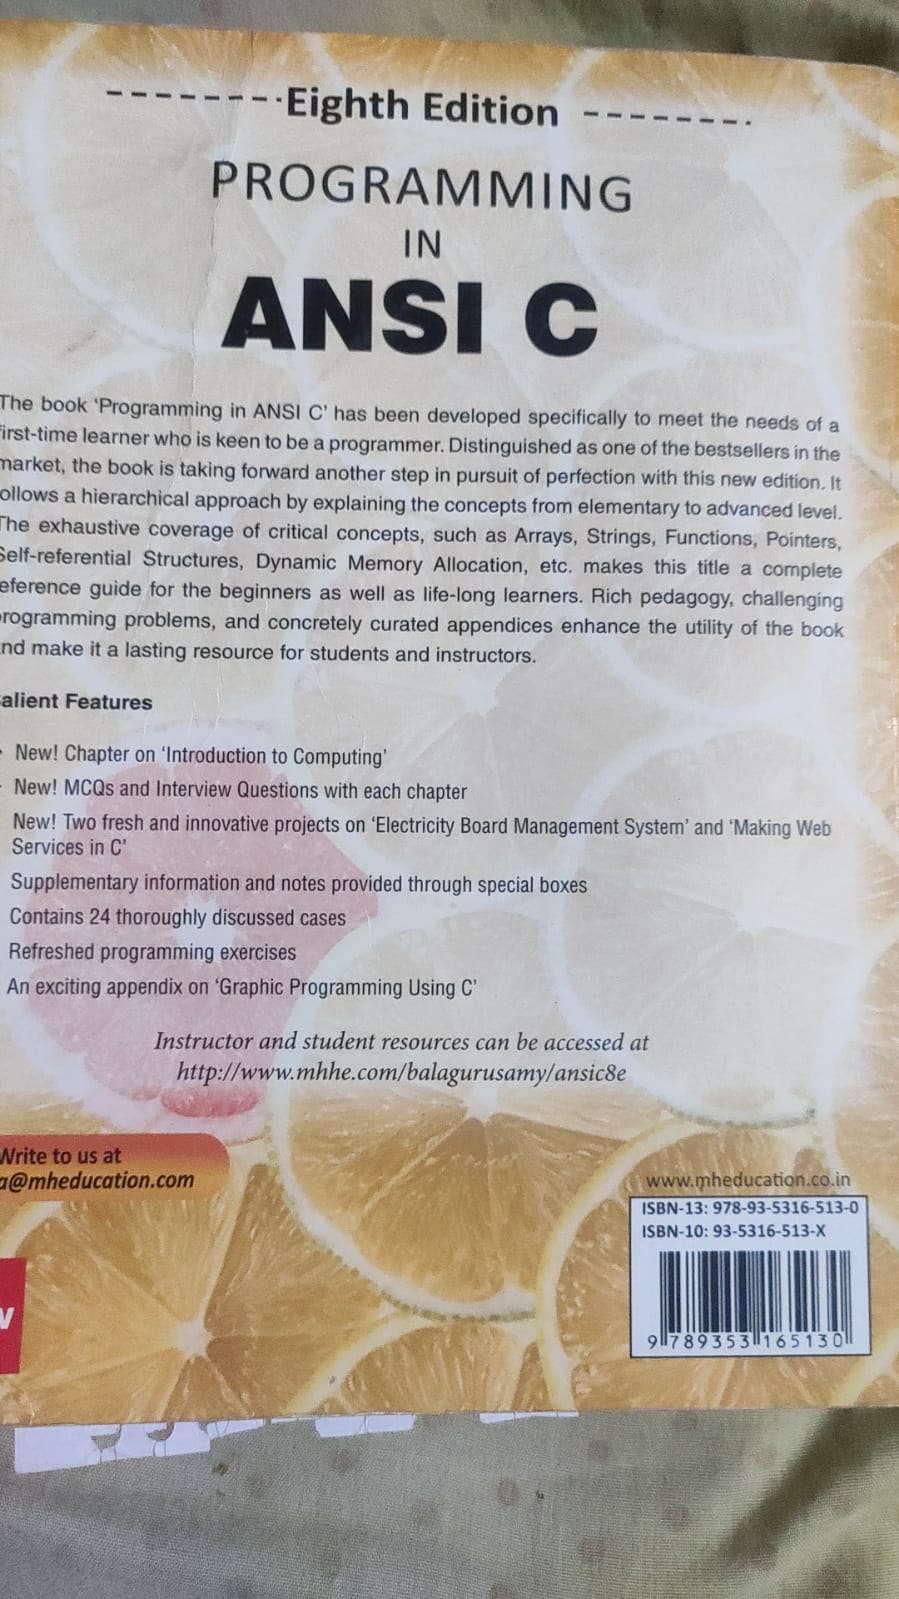 Eighth Edition
PROGRAMMING
IN
ANSI C
The book ‘Programming in ANSI C’ has been developed specifically to meet the needs of a
first-time learner who is keen to be a programmer. Distinguished as one of the bestsellers in the
market, the book is taking forward another step in pursuit of perfection with this new edition. It
follows a hierarchical approach by explaining the concepts from elementary to advanced level.
The exhaustive coverage of critical concepts, such as Arrays, Strings, Functions, Pointers,
Self-referential Structures, Dynamic Memory Allocation, etc. makes this title a complete
reference guide for the beginners as well as life-long learners. Rich pedagogy, challenging
programming problems, and concretely curated appendices enhance the utility of the book
and make it a lasting resource for students and instructors.
Salient Features
New! Chapter on ‘Introduction to Computing’
New! MCQs and Interview Questions with each chapter
New! Two fresh and innovative projects on ‘Electricity Board Management System’ and ‘Making Web
Services in C’
Supplementary information and notes provided through special boxes
Contains 24 thoroughly discussed cases
Refreshed programming exercises
An exciting appendix on ‘Graphic Programming Using C’
Instructor and student resources can be accessed at
http://www.mhhe.com/balagurusamy/ansic8e
Write to us at
a@mheducation.com
www.mheducation.co.in
ISBN-13: 978-93-5316-513-0
ISBN-10: 93-5316-513-X
9 789353 165130